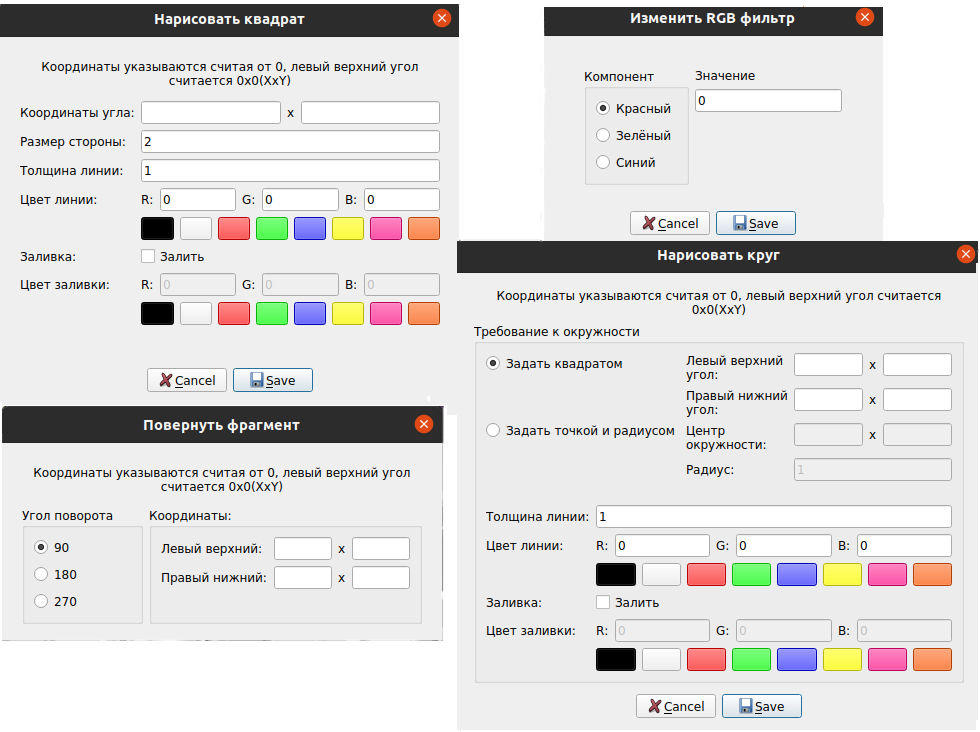 Нарисовать квадрат
Координаты указываются считая от 0, левый верхний угол
считается 0x0(XxY)
Координаты угла: x
Размер стороны: 2
Толщина линии: 1
Цвет линии: R: 0 G: 0 B: 0
Заливка: Залить
Цвет заливки: R: 0 G: 0 B: 0
Cancel Save
Изменить RGB фильтр
Компонент Значение
Красный 0
Зелёный
Синий
Cancel Save
Повернуть фрагмент
Координаты указываются считая от 0, левый верхний угол
считается 0x0(XxY)
Угол поворота Координаты:
90 Левый верхний: x
180 Правый нижний: x
270
Нарисовать круг
Координаты указываются считая от 0, левый верхний угол считается
0x0(XxY)
Требование к окружности
Задать квадратом Левый верхний
угол: x
Правый нижний
угол: x
Задать точкой и радиусом Центр
окружности: x
Радиус: 1
Толщина линии: 1
Цвет линии: R: 0 G: 0 B: 0
Заливка: Залить
Цвет заливки: R: 0 G: 0 B: 0
Cancel Save